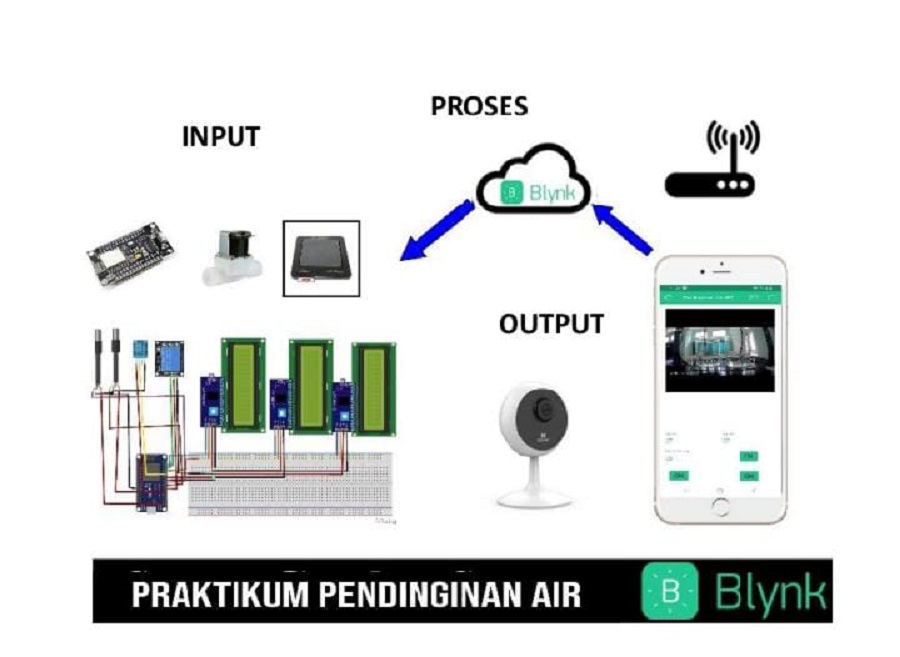 PROSES
INPUT
B Blynk
OUTPUT
PRAKTIKUM PENDINGINAN AIR
B Blynk